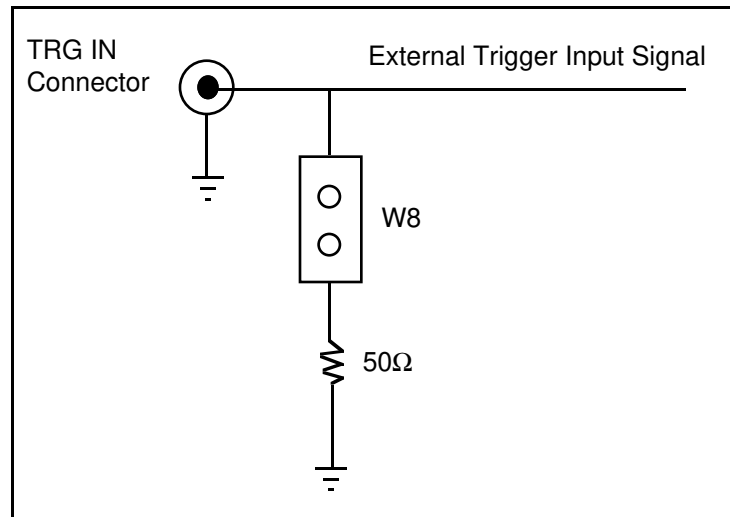 TRG IN
Connector
External Trigger Input Signal
W8
50Ω